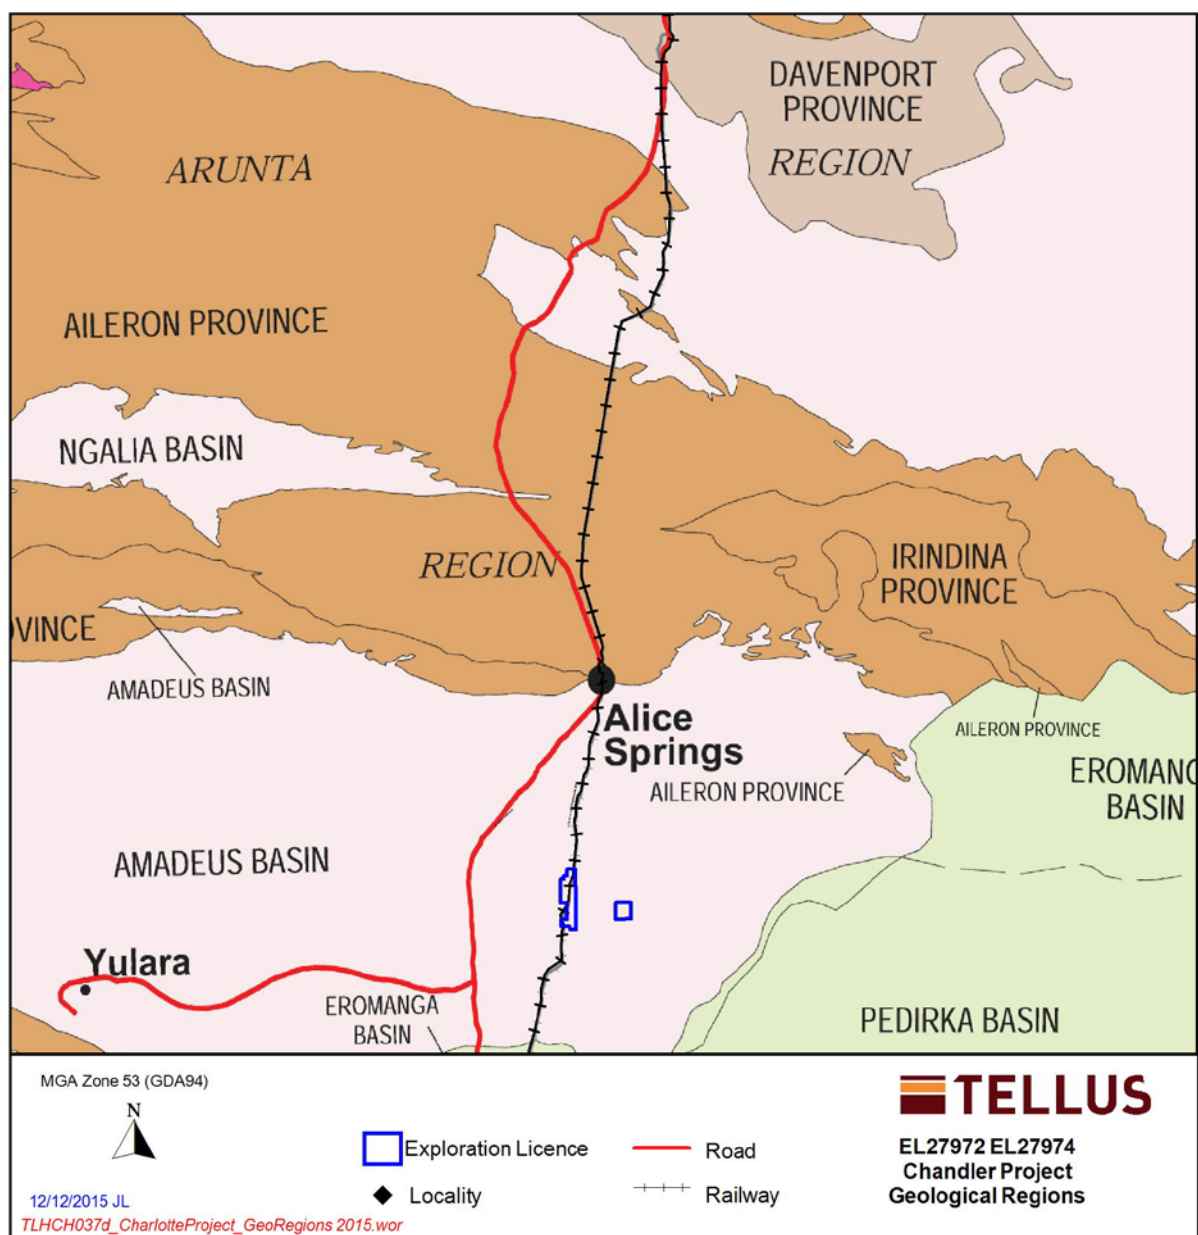 DAVENPORT
PROVINCE
REGION
ARUNTA
AILERON PROVINCE
NGALIA BASIN
REGION
IRINDINA
PROVINCE
OVINCE
AMADEUS BASIN
Alice
Springs
AILERON PROVINCE
AILERON PROVINCE
EROMANG
BASIN
AMADEUS BASIN
Yulara
EROMANGA
BASIN
PEDIRKA BASIN
MGA Zone 53 (GDA94)
N
Exploration Licence
Locality
Road
Railway
TELLUS
EL27972 EL27974
Chandler Project
Geological Regions
12/12/2015 JL
TLHCH037d_CharlotteProject_GeoRegions 2015.wor